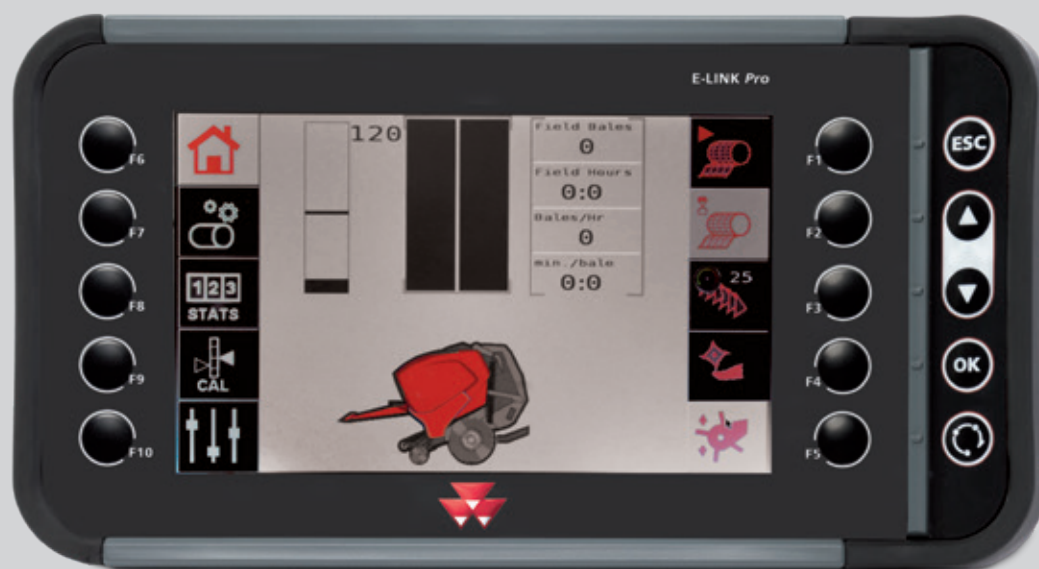 E-LINK Pro
F6
F7
F8
F9
F10
120
Field Bales
0
Field Hours
0:0
Bales/Hr
0
min./bale
0:0
123
STATS
CAL
25
F1
F2
F3
F4
F5
ESC
OK